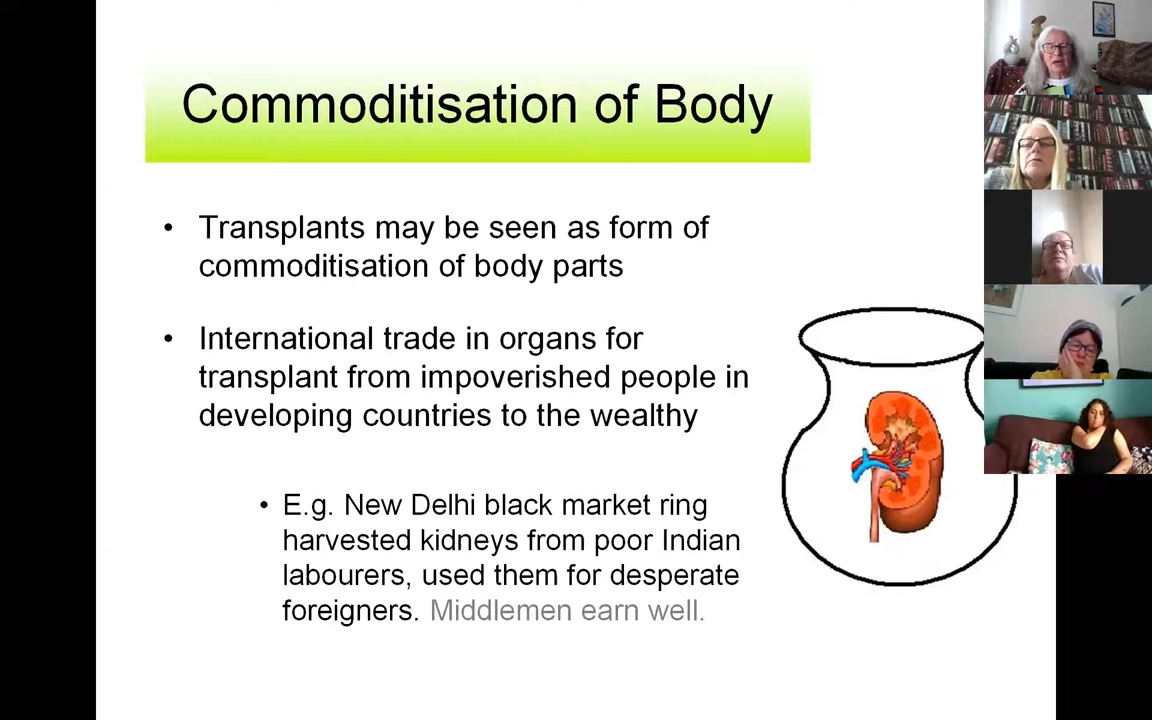 Commoditisation of Body
• Transplants may be seen as form of
commoditisation of body parts
• International trade in organs for
transplant from impoverished people in
developing countries to the wealthy
• E.g. New Delhi black market ring
harvested kidneys from poor Indian
labourers, used them for desperate
foreigners. Middlemen earn well.